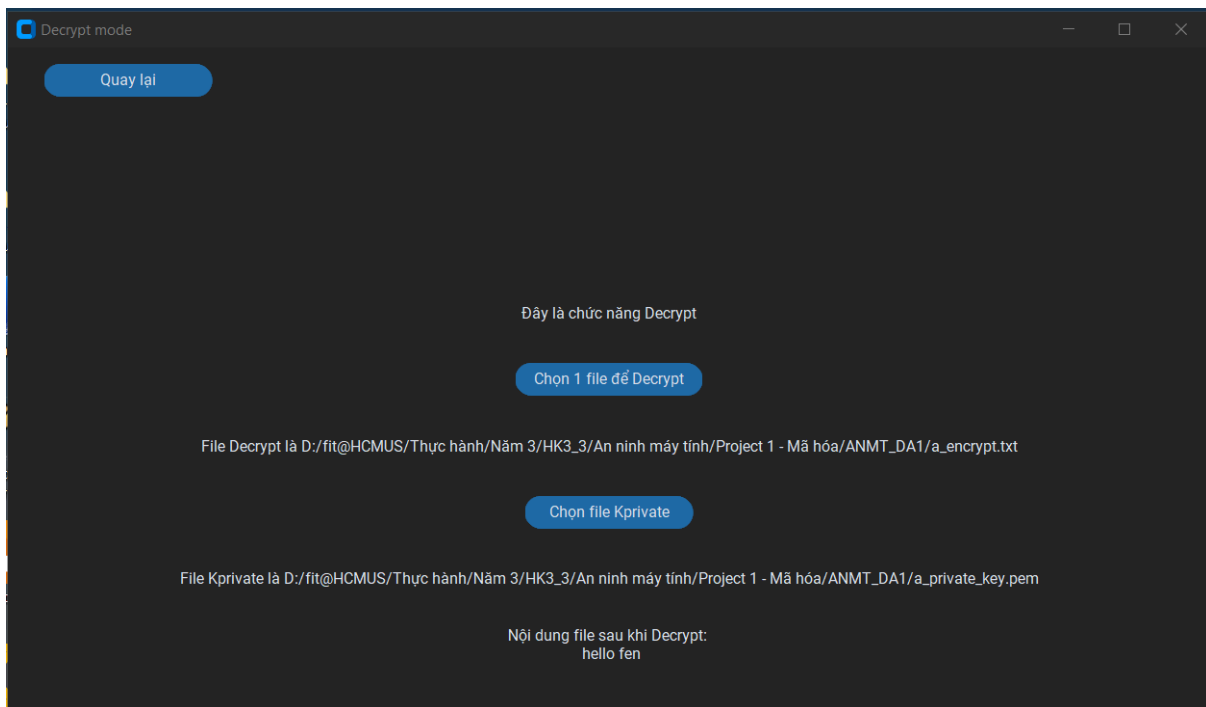 Decrypt mode
Quay lại
Đây là chức năng Decrypt
Chọn 1 file để Decrypt
File Decrypt là D:/fit@HCMUS/Thực hành/Năm 3/HK3_3/An ninh máy tính/Project 1 - Mã hóa/ANMT_DA1/a_encrypt.txt
Chọn file Kprivate
File Kprivate là D:/fit@HCMUS/Thực hành/Năm 3/HK3_3/An ninh máy tính/Project 1 - Mã hóa/ANMT_DA1/a_private_key.pem
Nội dung file sau khi Decrypt:
hello fen